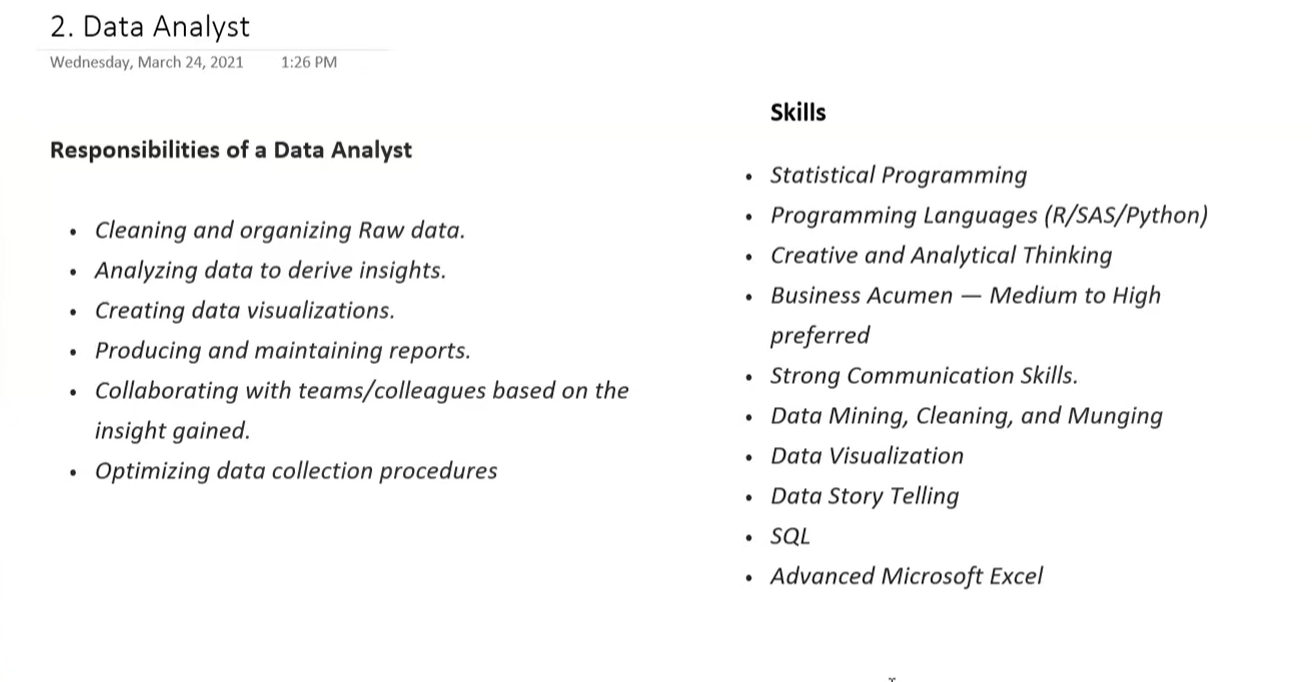 2. Data Analyst
Wednesday, March 24, 2021 1:26 PM
Responsibilities of a Data Analyst
• Cleaning and organizing Raw data.
• Analyzing data to derive insights.
• Creating data visualizations.
• Producing and maintaining reports.
• Collaborating with teams/colleagues based on the
insight gained.
• Optimizing data collection procedures
Skills
• Statistical Programming
• Programming Languages (R/SAS/Python)
• Creative and Analytical Thinking
• Business Acumen — Medium to High
preferred
• Strong Communication Skills.
• Data Mining, Cleaning, and Munging
• Data Visualization
• Data Story Telling
• SQL
• Advanced Microsoft Excel